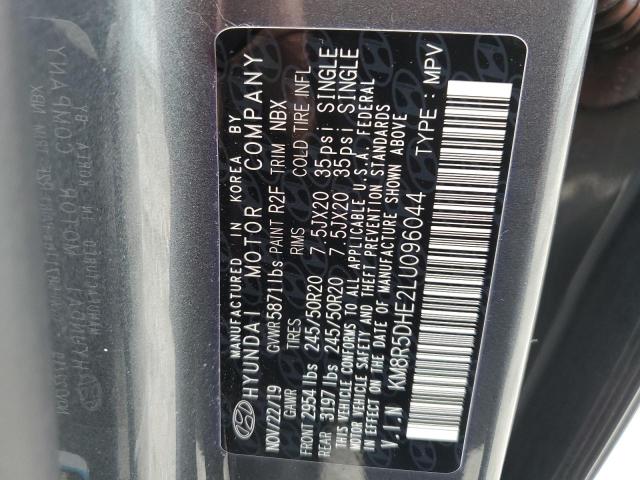 MANUFACTURED IN KOREA BY
HYUNDAI MOTOR COMPANY
NOV/22/19 GVWR 5871 lbs PAINT R2F TRIM NBX
GAWR TIRES RIMS COLD TIRE INFL
FRONT 2954 lbs 245/50R20 7.5JX20 35psi SINGLE
REAR 3197 lbs 245/50R20 7.5JX20 35psi SINGLE
THIS VEHICLE CONFORMS TO ALL APPLICABLE U.S.A. FEDERAL
MOTOR VEHICLE SAFETY AND THEFT PREVENTION STANDARDS
IN EFFECT ON THE DATE OF MANUFACTURE SHOWN ABOVE
V.I.N KM8R5DHE2LU096044 TYPE : MPV